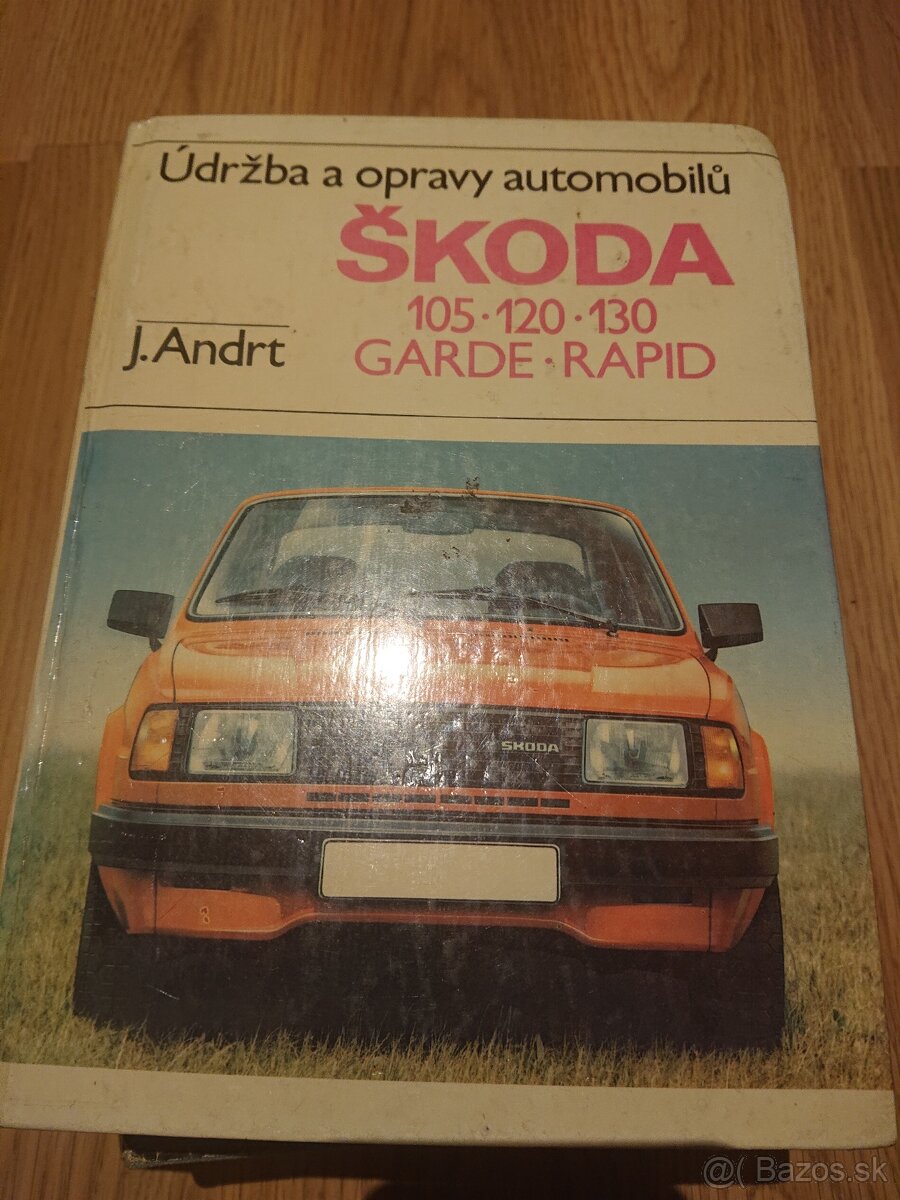 Údržba a opravy automobilů
ŠKODA
105·120·130
GARDE·RAPID
J.Andrt
ŠKODA
@( Bazos.sk